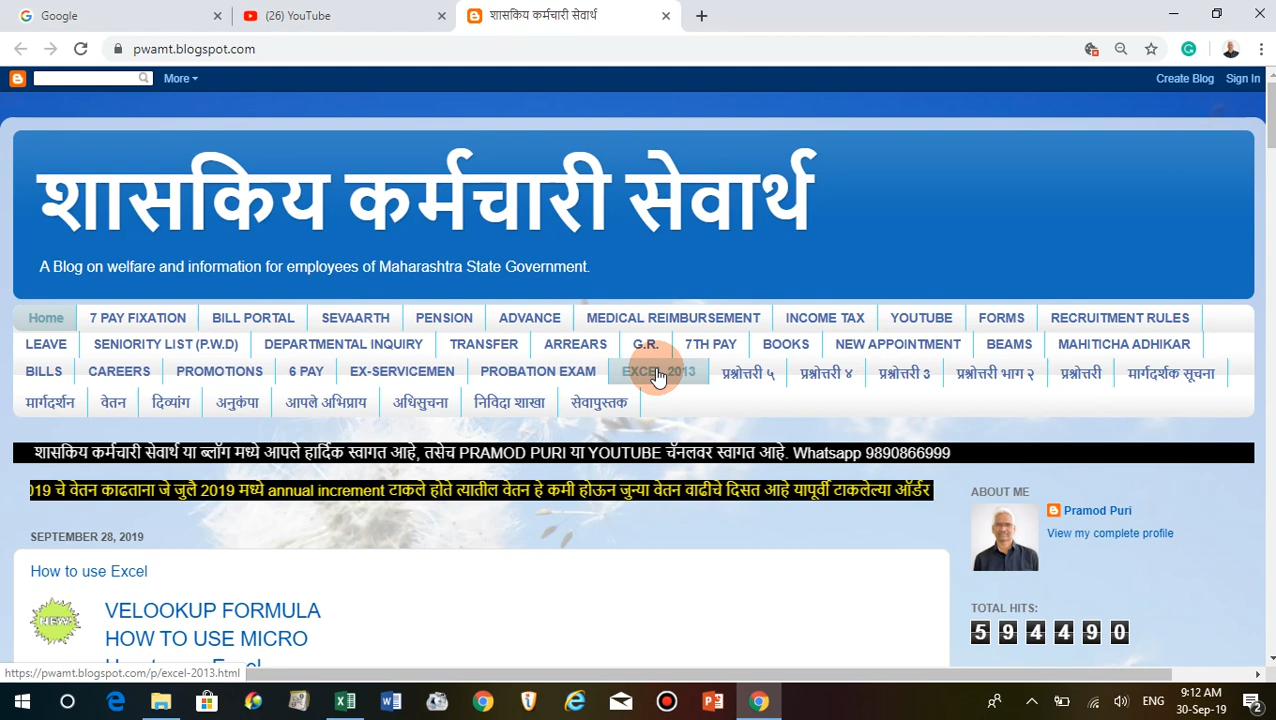 Google
(26) YouTube
शासकिय कर्मचारी सेवार्थ
pwamt.blogspot.com
More
Create Blog Sign In
शासकिय कर्मचारी सेवार्थ
A Blog on welfare and information for employees of Maharashtra State Government.
Home 7 PAY FIXATION BILL PORTAL SEVAARTH PENSION ADVANCE MEDICAL REIMBURSEMENT INCOME TAX YOUTUBE FORMS RECRUITMENT RULES
LEAVE SENIORITY LIST (P.W.D) DEPARTMENTAL INQUIRY TRANSFER ARREARS G.R. 7TH PAY BOOKS NEW APPOINTMENT BEAMS MAHITICHA ADHIKAR
BILLS CAREERS PROMOTIONS 6 PAY EX-SERVICEMEN PROBATION EXAM EXCEL 2013 प्रश्नोत्तरी ५ प्रश्नोत्तरी ४ प्रश्नोत्तरी 3 प्रश्नोत्तरी भाग २ प्रश्नोत्तरी मार्गदर्शक सूचना
मार्गदर्शन वेतन दिव्यांग अनुकंपा आपले अभिप्राय अधिसुचना निविदा शाखा सेवापुस्तक
शासकिय कर्मचारी सेवार्थ या ब्लॉग मध्ये आपले हार्दिक स्वागत आहे, तसेच PRAMOD PURI या YOUTUBE चॅनलवर स्वागत आहे. Whatsapp 9890866999
019 चे वेतन काढताना जे जुलै 2019 मध्ये annual increment टाकले होते त्यातील वेतन हे कमी होऊन जुन्या वेतन वाढीचे दिसत आहे यापूर्वी टाकलेल्या ऑर्डर
SEPTEMBER 28, 2019
How to use Excel
NEW
VELOOKUP FORMULA
HOW TO USE MICRO
ABOUT ME
Pramod Puri
View my complete profile
TOTAL HITS:
594490
https://pwamt.blogspot.com/p/excel-2013.html
ENG
9:12 AM
30-Sep-19
2